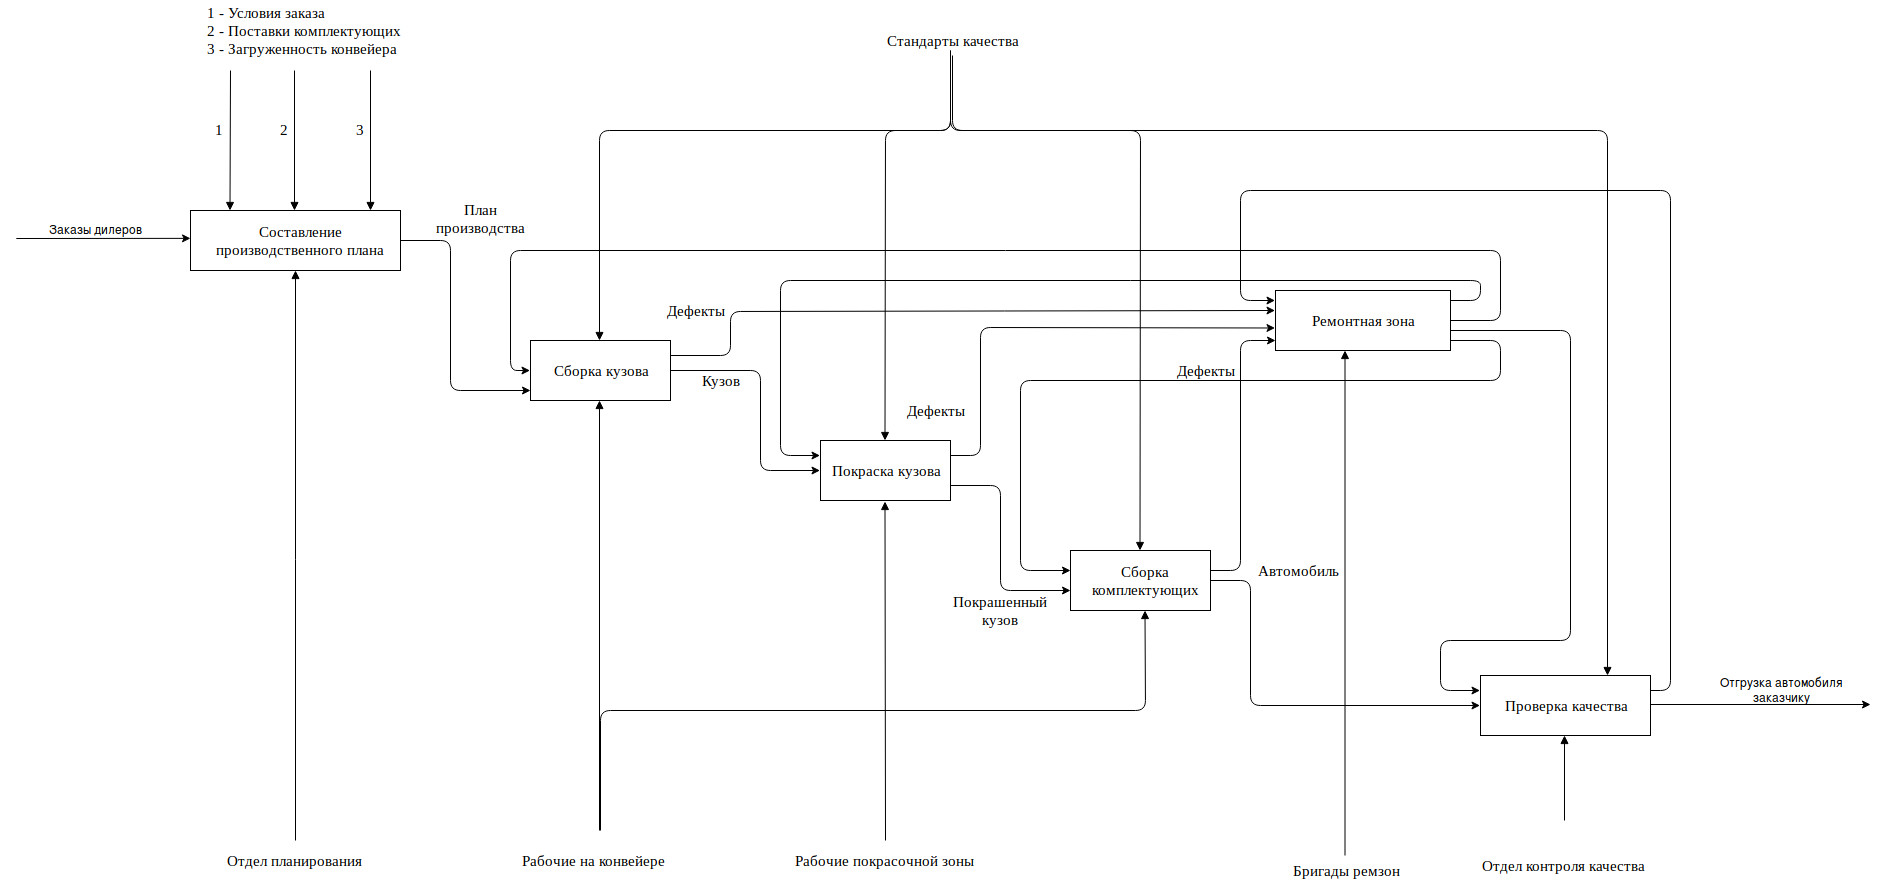 1 - Условия заказа
2 - Поставки комплектующих
3 - Загруженность конвейера
Стандарты качества
1
2
3
Заказы дилеров
Составление
производственного плана
План
производства
Дефекты
Ремонтная зона
Сборка кузова
Кузов
Дефекты
Дефекты
Покраска кузова
Сборка
комплектующих
Автомобиль
Покрашенный
кузов
Отгрузка автомобиля
заказчику
Проверка качества
Отдел планирования
Рабочие на конвейере
Рабочие покрасочной зоны
Бригады ремзон
Отдел контроля качества